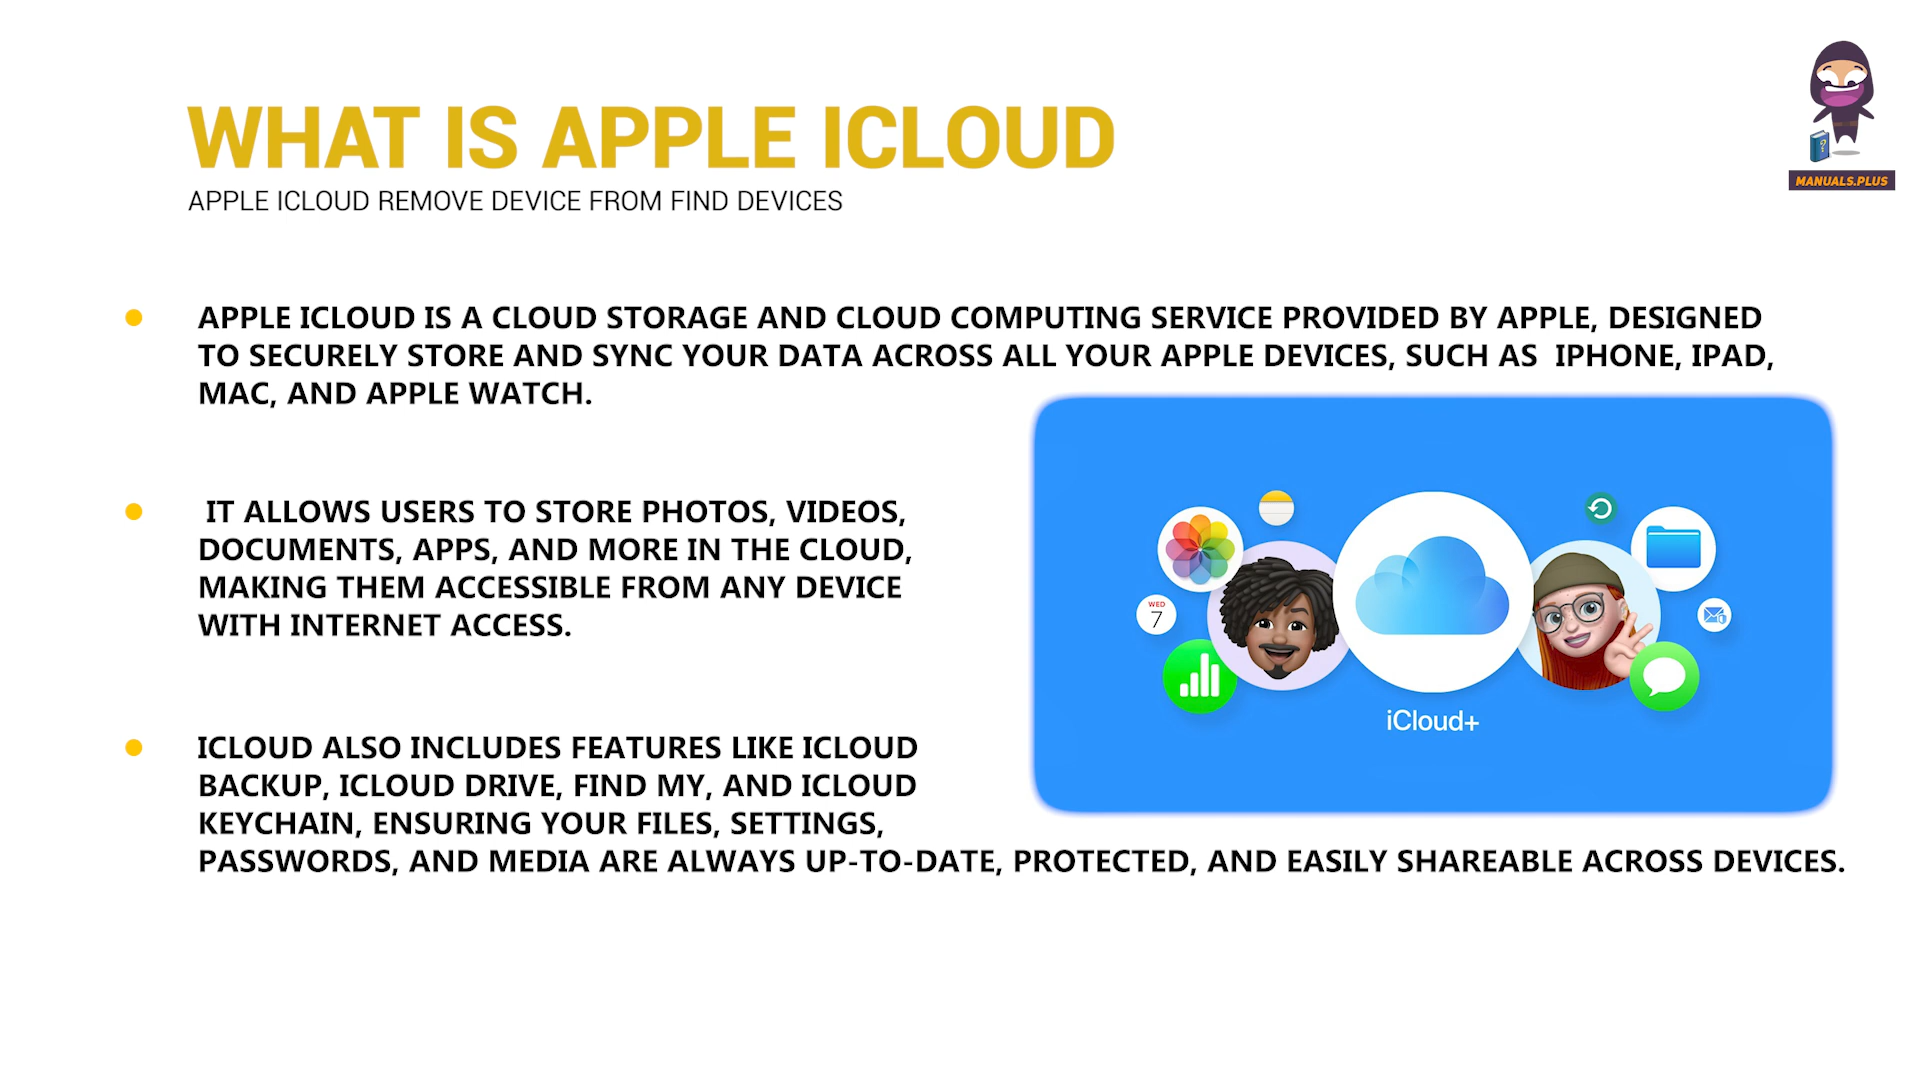 WHAT IS APPLE ICLOUD
APPLE ICLOUD REMOVE DEVICE FROM FIND DEVICES
?
MANUALS.PLUS
APPLE ICLOUD IS A CLOUD STORAGE AND CLOUD COMPUTING SERVICE PROVIDED BY APPLE, DESIGNED
TO SECURELY STORE AND SYNC YOUR DATA ACROSS ALL YOUR APPLE DEVICES, SUCH AS  IPHONE, IPAD,
MAC, AND APPLE WATCH.
IT ALLOWS USERS TO STORE PHOTOS, VIDEOS,
DOCUMENTS, APPS, AND MORE IN THE CLOUD,
MAKING THEM ACCESSIBLE FROM ANY DEVICE
WITH INTERNET ACCESS.
ICLOUD ALSO INCLUDES FEATURES LIKE ICLOUD
BACKUP, ICLOUD DRIVE, FIND MY, AND ICLOUD
KEYCHAIN, ENSURING YOUR FILES, SETTINGS,
PASSWORDS, AND MEDIA ARE ALWAYS UP-TO-DATE, PROTECTED, AND EASILY SHAREABLE ACROSS DEVICES.
WED
7
iCloud+